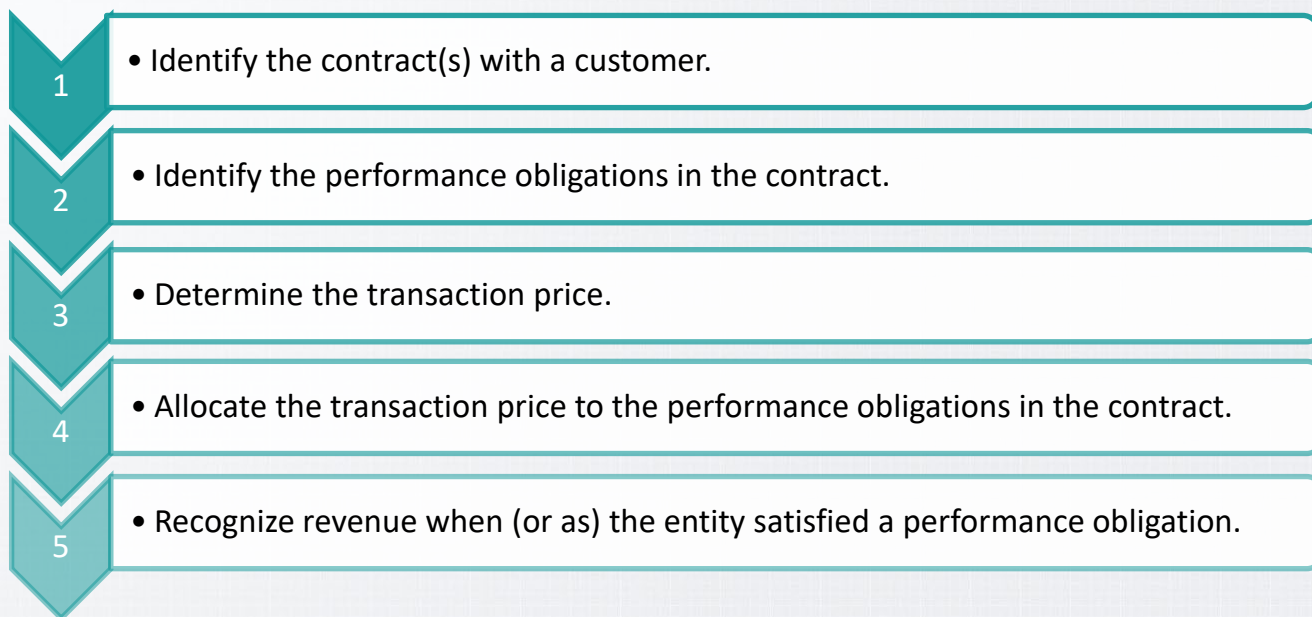 1
• Identify the contract(s) with a customer.
2
• Identify the performance obligations in the contract.
3
• Determine the transaction price.
4
• Allocate the transaction price to the performance obligations in the contract.
5
• Recognize revenue when (or as) the entity satisfied a performance obligation.